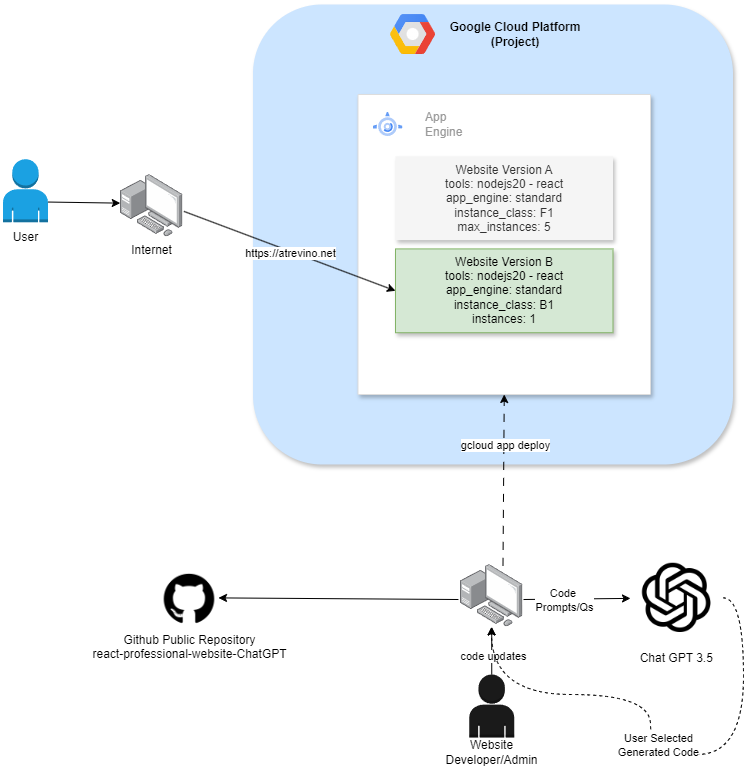 Google Cloud Platform
(Project)
App
Engine
Website Version A
tools: nodejs20 - react
app_engine: standard
instance_class: F1
max_instances: 5
User
Internet
https://atrevino.net
Website Version B
tools: nodejs20 - react
app_engine: standard
instance_class: B1
instances: 1
gcloud app deploy
Code
Prompts/Qs
Github Public Repository
react-professional-website-ChatGPT
code updates
Chat GPT 3.5
Website
Developer/Admin
User Selected
Generated Code